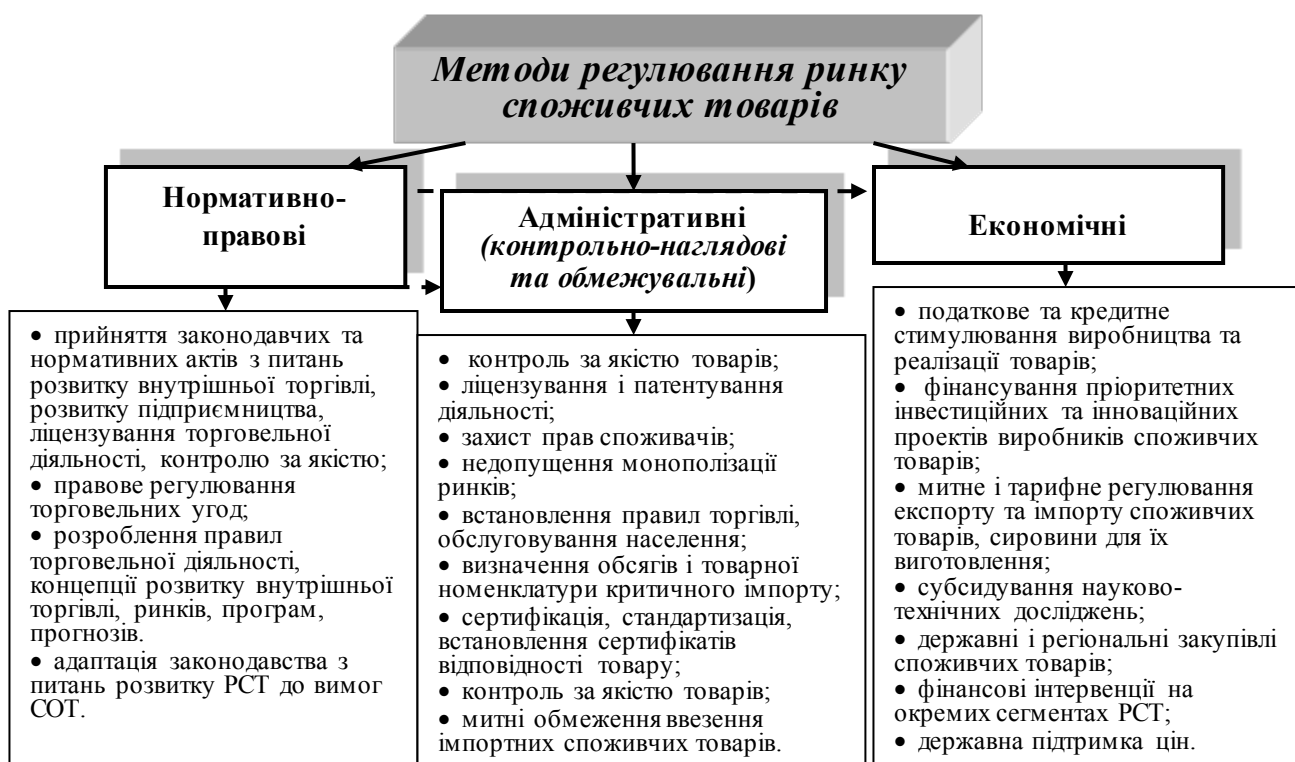 Методи регулювання ринку
споживчих товарів
Нормативно-
правові
Адміністративні
(контрольно-наглядові
та обмежувальні)
Економічні
• прийняття законодавчих та
нормативних актів з питань
розвитку внутрішньої торгівлі,
розвитку підприємництва,
ліцензування торговельної
діяльності, контролю за якістю;
• правове регулювання
торговельних угод;
• розроблення правил
торговельної діяльності,
концепції розвитку внутрішньої
торгівлі, ринків, програм,
прогнозів.
• адаптація законодавства з
питань розвитку РСТ до вимог
СОТ.
• контроль за якістю товарів;
• ліцензування і патентування
діяльності;
• захист прав споживачів;
• недопущення монополізації
ринків;
• встановлення правил торгівлі,
обслуговування населення;
• визначення обсягів і товарної
номенклатури критичного імпорту;
• сертифікація, стандартизація,
встановлення сертифікатів
відповідності товару;
• контроль за якістю товарів;
• митні обмеження ввезення
імпортних споживчих товарів.
• податкове та кредитне
стимулювання виробництва та
реалізації товарів;
• фінансування пріоритетних
інвестиційних та інноваційних
проектів виробників споживчих
товарів;
• митне і тарифне регулювання
експорту та імпорту споживчих
товарів, сировини для їх
виготовлення;
• субсидування науково-
технічних досліджень;
• державні і регіональні закупівлі
споживчих товарів;
• фінансові інтервенції на
окремих сегментах РСТ;
• державна підтримка цін.